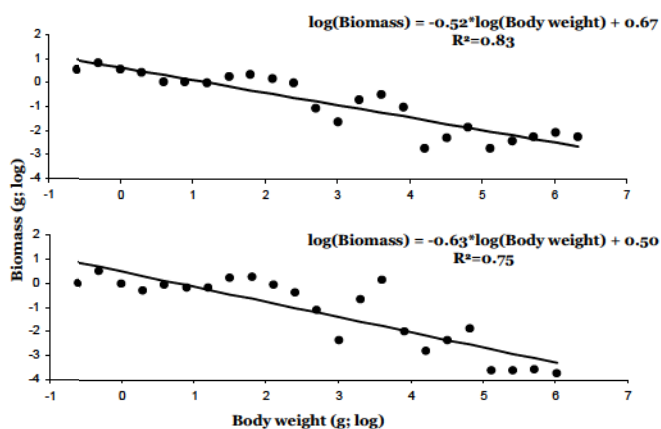 log(Biomass) = -0.52*log(Body weight) + 0.67
R²=0.83
2
1
0
-1
-2
-3
-4
-1 0 1 2 3 4 5 6 7
Biomass (g; log)
log(Biomass) = -0.63*log(Body weight) + 0.50
R²=0.75
2
1
0
-1
-2
-3
-4
-1 0 1 2 3 4 5 6 7
Body weight (g; log)